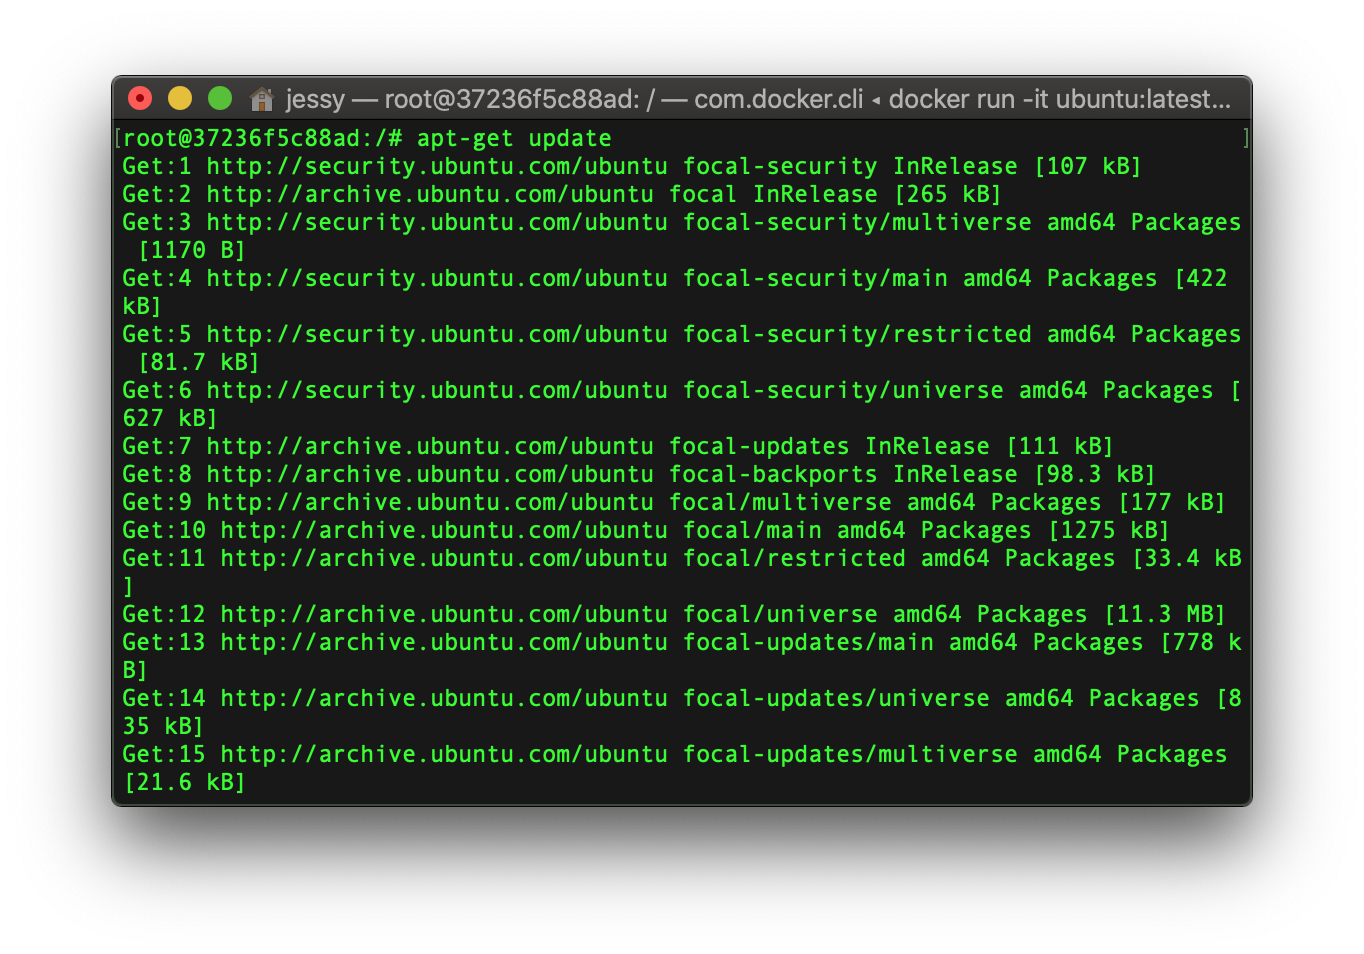 jessy — root@37236f5c88ad: / — com.docker.cli ◂ docker run -it ubuntu:latest...
[root@37236f5c88ad:/# apt-get update ]
Get:1 http://security.ubuntu.com/ubuntu focal-security InRelease [107 kB]
Get:2 http://archive.ubuntu.com/ubuntu focal InRelease [265 kB]
Get:3 http://security.ubuntu.com/ubuntu focal-security/multiverse amd64 Packages
 [1170 B]
Get:4 http://security.ubuntu.com/ubuntu focal-security/main amd64 Packages [422
kB]
Get:5 http://security.ubuntu.com/ubuntu focal-security/restricted amd64 Packages
 [81.7 kB]
Get:6 http://security.ubuntu.com/ubuntu focal-security/universe amd64 Packages [
627 kB]
Get:7 http://archive.ubuntu.com/ubuntu focal-updates InRelease [111 kB]
Get:8 http://archive.ubuntu.com/ubuntu focal-backports InRelease [98.3 kB]
Get:9 http://archive.ubuntu.com/ubuntu focal/multiverse amd64 Packages [177 kB]
Get:10 http://archive.ubuntu.com/ubuntu focal/main amd64 Packages [1275 kB]
Get:11 http://archive.ubuntu.com/ubuntu focal/restricted amd64 Packages [33.4 kB
]
Get:12 http://archive.ubuntu.com/ubuntu focal/universe amd64 Packages [11.3 MB]
Get:13 http://archive.ubuntu.com/ubuntu focal-updates/main amd64 Packages [778 k
B]
Get:14 http://archive.ubuntu.com/ubuntu focal-updates/universe amd64 Packages [8
35 kB]
Get:15 http://archive.ubuntu.com/ubuntu focal-updates/multiverse amd64 Packages
[21.6 kB]